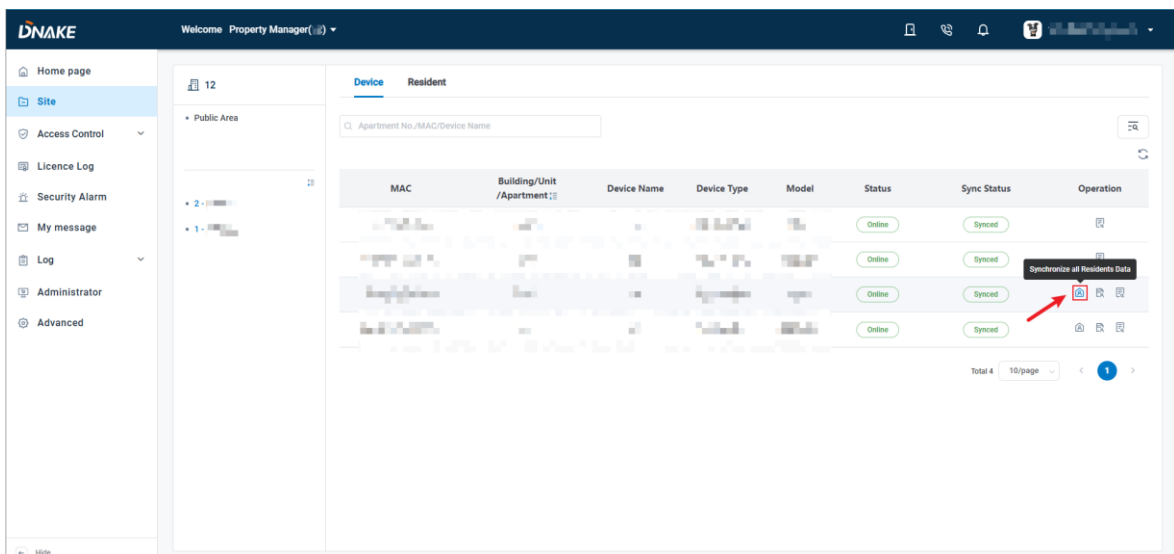 DNAKE
Welcome Property Manager( )
Home page
Site
Access Control
Licence Log
Security Alarm
My message
Log
Administrator
Advanced
Hide
12
Public Area
2 -
1 -
Device Resident
Apartment No./MAC/Device Name
MAC Building/Unit /Apartment Device Name Device Type Model Status Sync Status Operation
Online Synced
Online Synced
Synchronize all Residents Data
Online Synced
Online Synced
Total 4 10/page 1